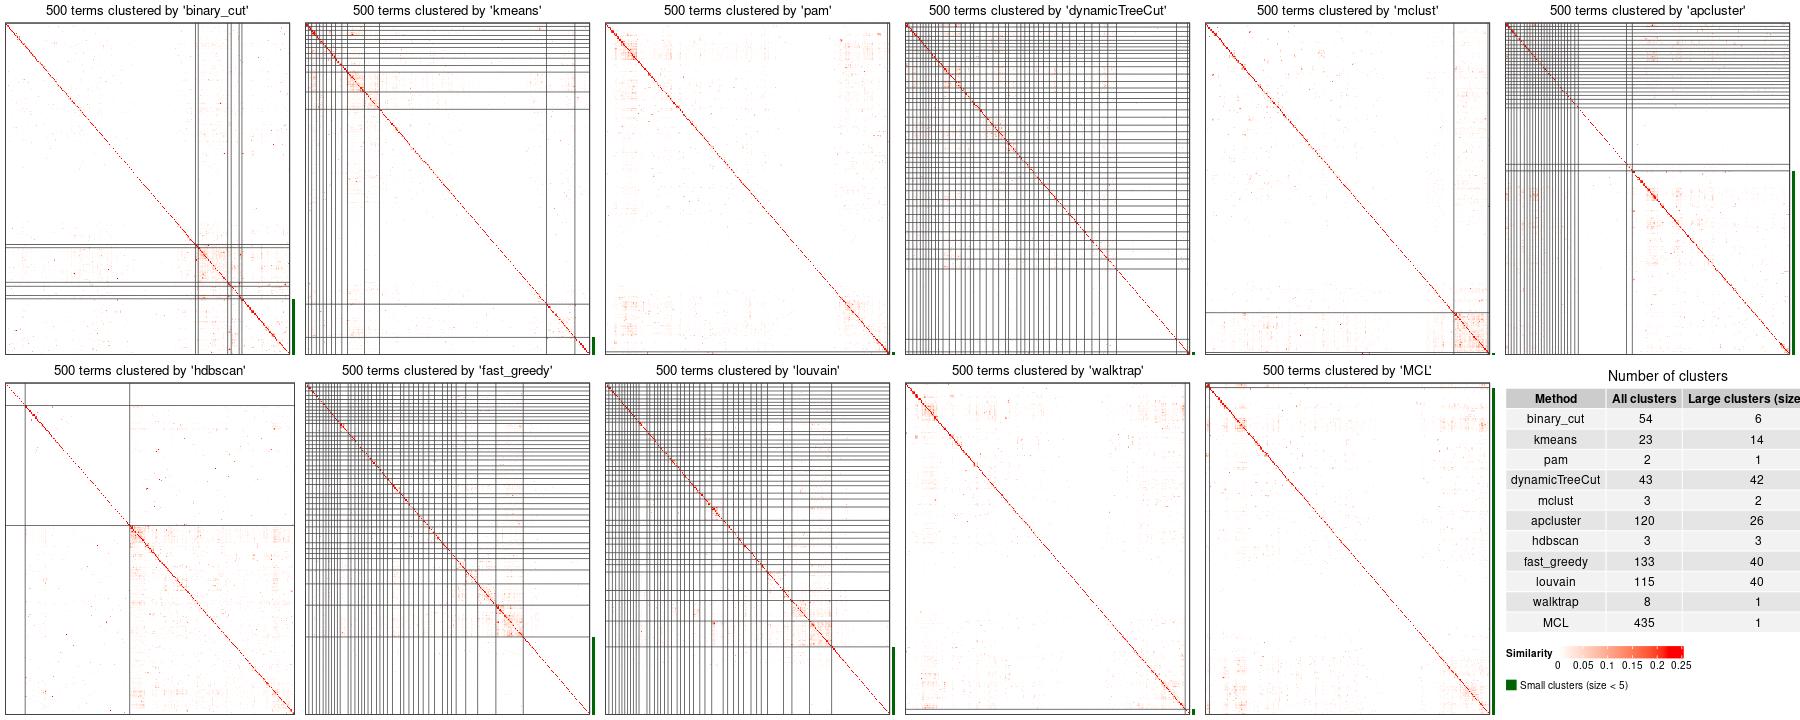 500 terms clustered by 'binary_cut'
500 terms clustered by 'kmeans'
500 terms clustered by 'pam'
500 terms clustered by 'dynamicTreeCut'
500 terms clustered by 'mclust'
500 terms clustered by 'apcluster'
500 terms clustered by 'hdbscan'
500 terms clustered by 'fast_greedy'
500 terms clustered by 'louvain'
500 terms clustered by 'walktrap'
500 terms clustered by 'MCL'
Number of clusters
Method All clusters Large clusters (size
binary_cut 54 6
kmeans 23 14
pam 2 1
dynamicTreeCut 43 42
mclust 3 2
apcluster 120 26
hdbscan 3 3
fast_greedy 133 40
louvain 115 40
walktrap 8 1
MCL 435 1
Similarity
0 0.05 0.1 0.15 0.2 0.25
Small clusters (size < 5)